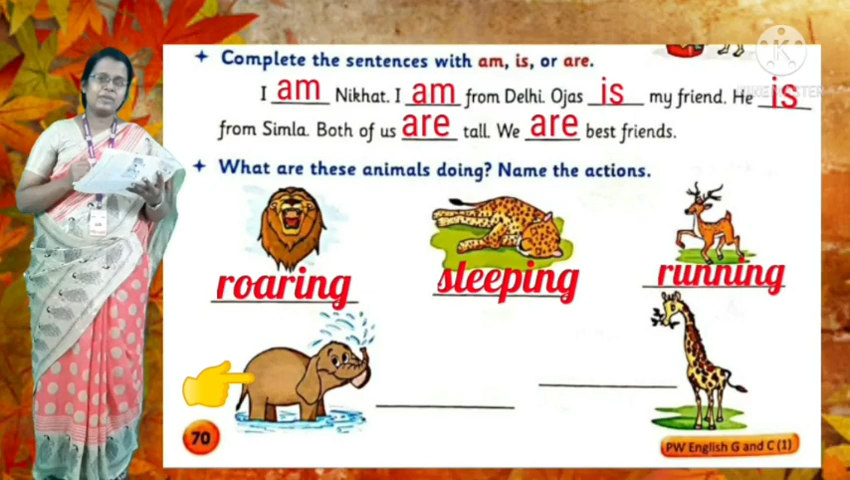 KINEMASTER
+ Complete the sentences with am, is, or are.
I am Nikhat. I am from Delhi. Ojas is my friend. He is
from Simla. Both of us are tall. We are best friends.
+ What are these animals doing? Name the actions.
roaring sleeping running
70
PW English G and C (1)